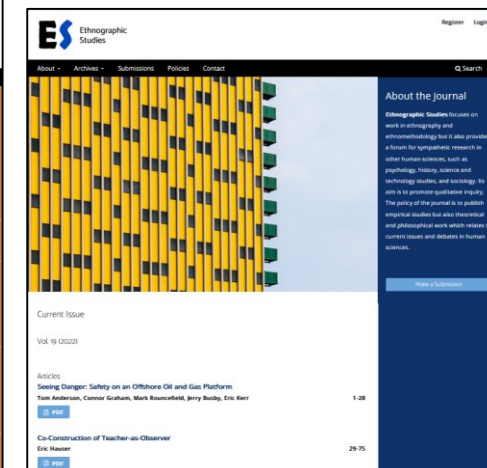 ES
Ethnographic
Studies
Register Login
About Archives Submissions Policies Contact Search
About the Journal
Ethnographic Studies focuses on
work in ethnography and
ethnomethodology but it also provides
a forum for sympathetic research in
other human sciences, such as
psychology, history, science and
technology studies, and sociology. Its
aim is to promote qualitative inquiry.
The policy of the journal is to publish
empirical studies but also theoretical
and philosophical work which relates
current issues and debates in human
sciences.
Make a Submission
Current Issue
Vol. 19 (2022)
Articles
Seeing Danger: Safety on an Offshore Oil and Gas Platform
Tom Anderson, Connor Graham, Mark Rouncefield, Jerry Busby, Eric Kerr 1-28
PDF
Co-Construction of Teacher-as-Observer
Eric Hauser 29-75
PDF